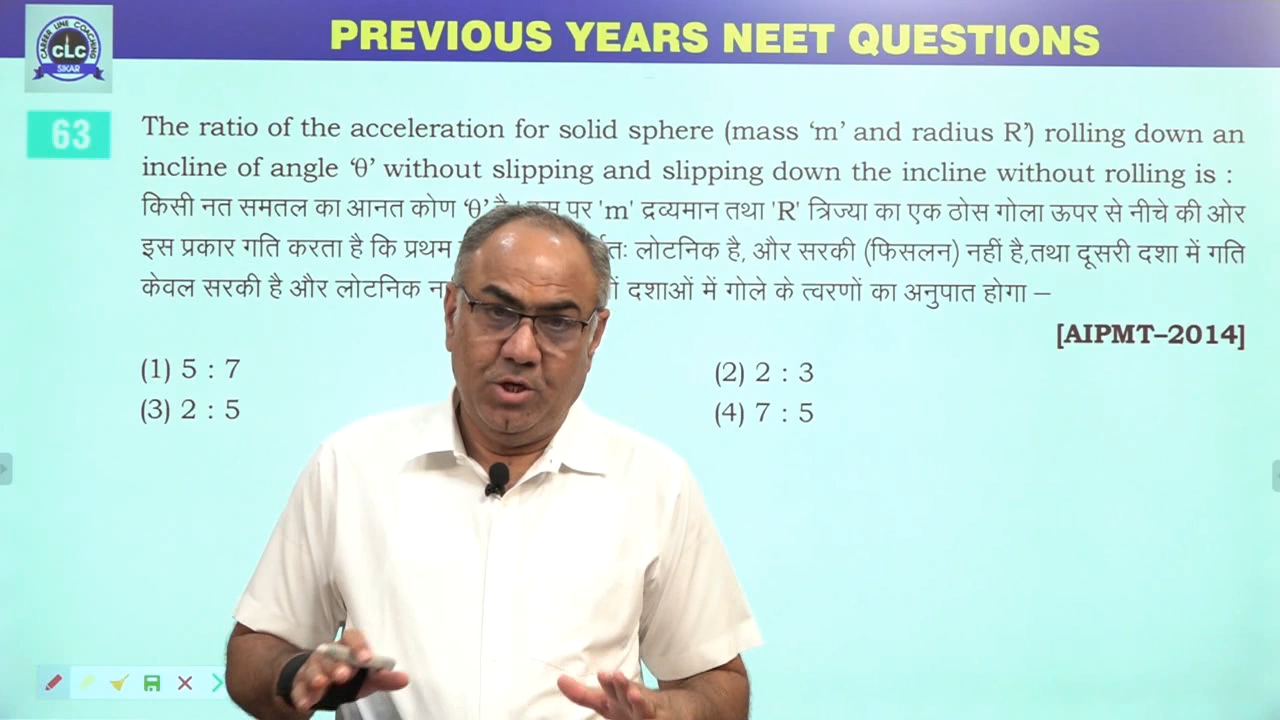 CAREER LINE COACHING
CLC
SIKAR
PREVIOUS YEARS NEET QUESTIONS
63
The ratio of the acceleration for solid sphere (mass ‘m’ and radius R’) rolling down an
incline of angle ‘θ’ without slipping and slipping down the incline without rolling is :
किसी नत समतल का आनत कोण ‘θ’ पर 'm' द्रव्यमान तथा 'R' त्रिज्या का एक ठोस गोला ऊपर से नीचे की ओर
इस प्रकार गति करता है कि प्रथम लोटनिक है, और सरकी (फिसलन) नहीं है,तथा दूसरी दशा में गति
केवल सरकी है और लोटनिक दशाओं में गोले के त्वरणों का अनुपात होगा –
[AIPMT–2014]
(1) 5 : 7
(2) 2 : 3
(3) 2 : 5
(4) 7 : 5